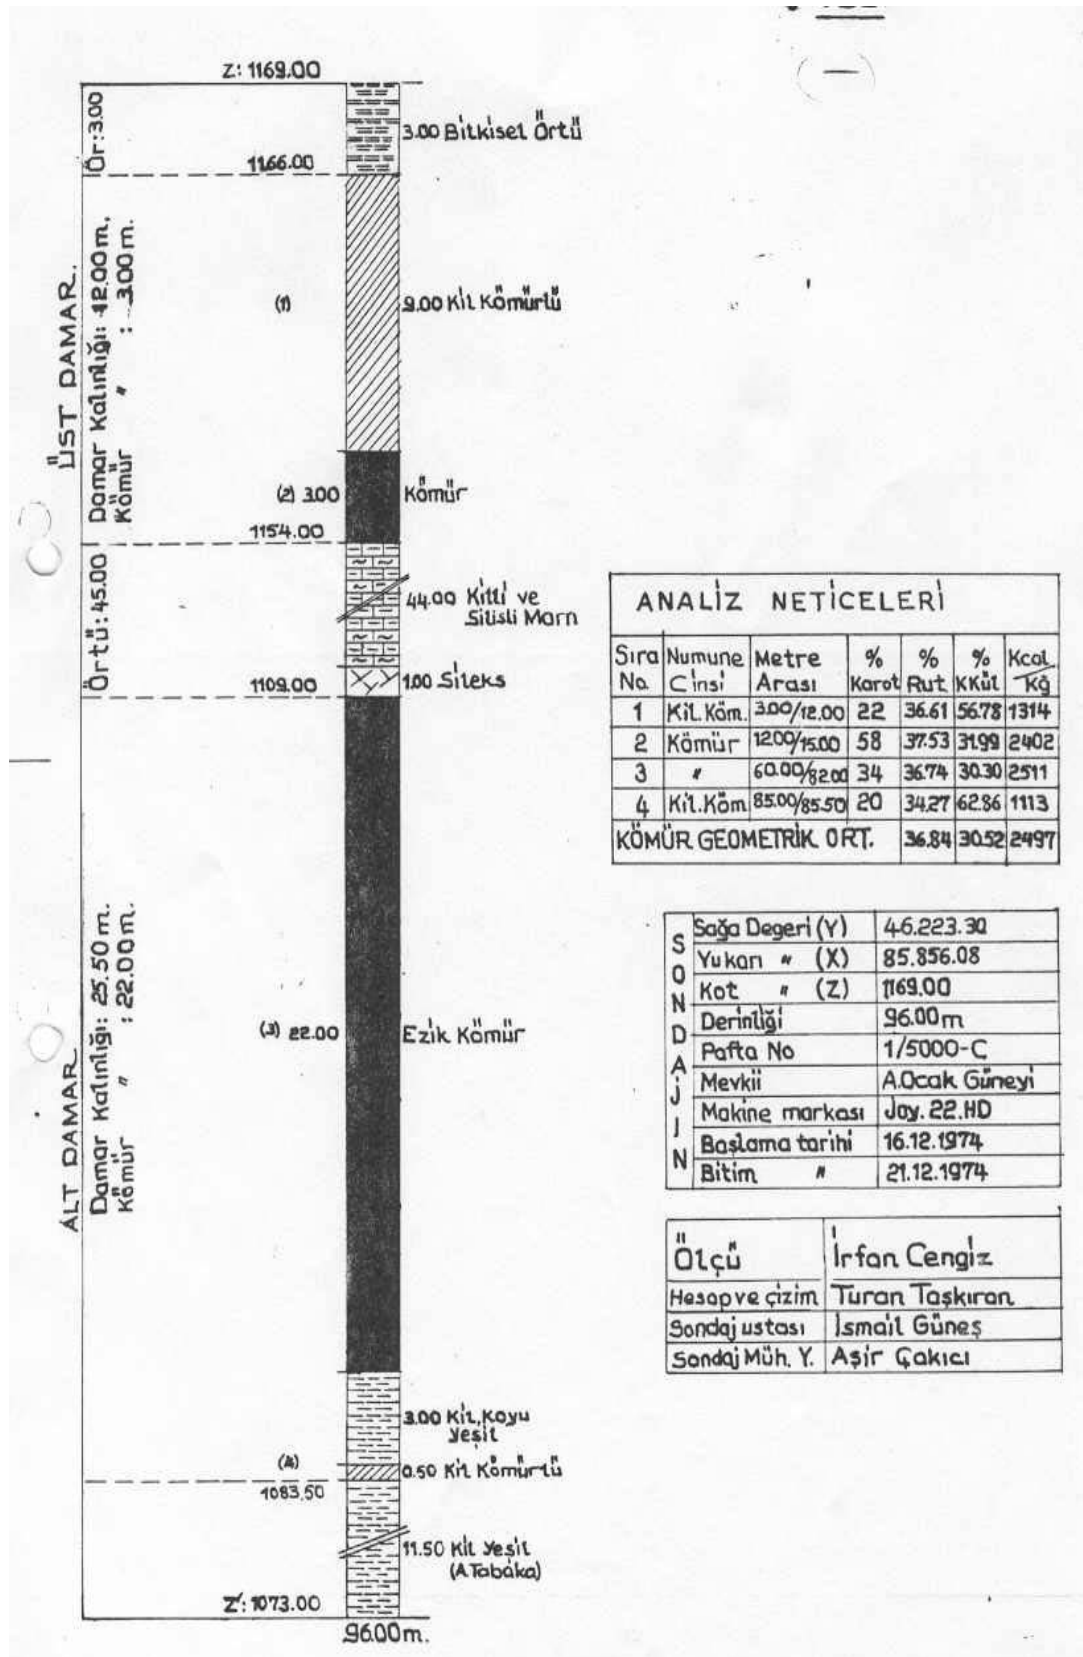 Z: 1169.00
Ör: 3.00
3.00 Bitkisel Örtü
1166.00
ÜST DAMAR.
Damar Kalınlığı: 12.00 m.
Kömür " : 3.00 m.
(1)
9.00 Kil Kömürlü
(2) 3.00
Kömür
1154.00
Örtü: 45.00
44.00 Killi ve
Silisli Marn
1109.00
1.00 Sileks
ALT DAMAR
Damar Kalınlığı: 25.50 m.
Kömür " : 22.00 m.
(3) 22.00
Ezik Kömür
3.00 Kil, Koyu
Yeşil
(4)
0.50 Kil Kömürlü
1083.50
11.50 Kil Yeşil
(A Tabaka)
Z': 1073.00
96.00 m.
ANALİZ NETİCELERİ
Sıra No. Numune Cinsi Metre Arası % Karot % Rut % KKül Kcal/Kğ
1 Kil. Köm. 3.00/12.00 22 36.61 56.78 1314
2 Kömür 12.00/15.00 58 37.53 31.99 2402
3 " 60.00/82.00 34 36.74 30.30 2511
4 Kil. Köm 85.00/85.50 20 34.27 62.86 1113
KÖMÜR GEOMETRİK ORT. 36.84 30.52 2497
SONDAJIN
Sağa Degeri (Y) 46.223.30
Yukarı " (X) 85.856.08
Kot " (Z) 1169.00
Derinliği 96.00 m
Pafta No 1/5000-C
Mevkii A.Ocak Güneyi
Makine markası Joy. 22.HD
Başlama tarihi 16.12.1974
Bitim " 21.12.1974
Ölçü İrfan Cengiz
Hesap ve çizim Turan Taşkıran
Sondaj ustası İsmail Güneş
Sondaj Müh. Y. Aşir Çakıcı